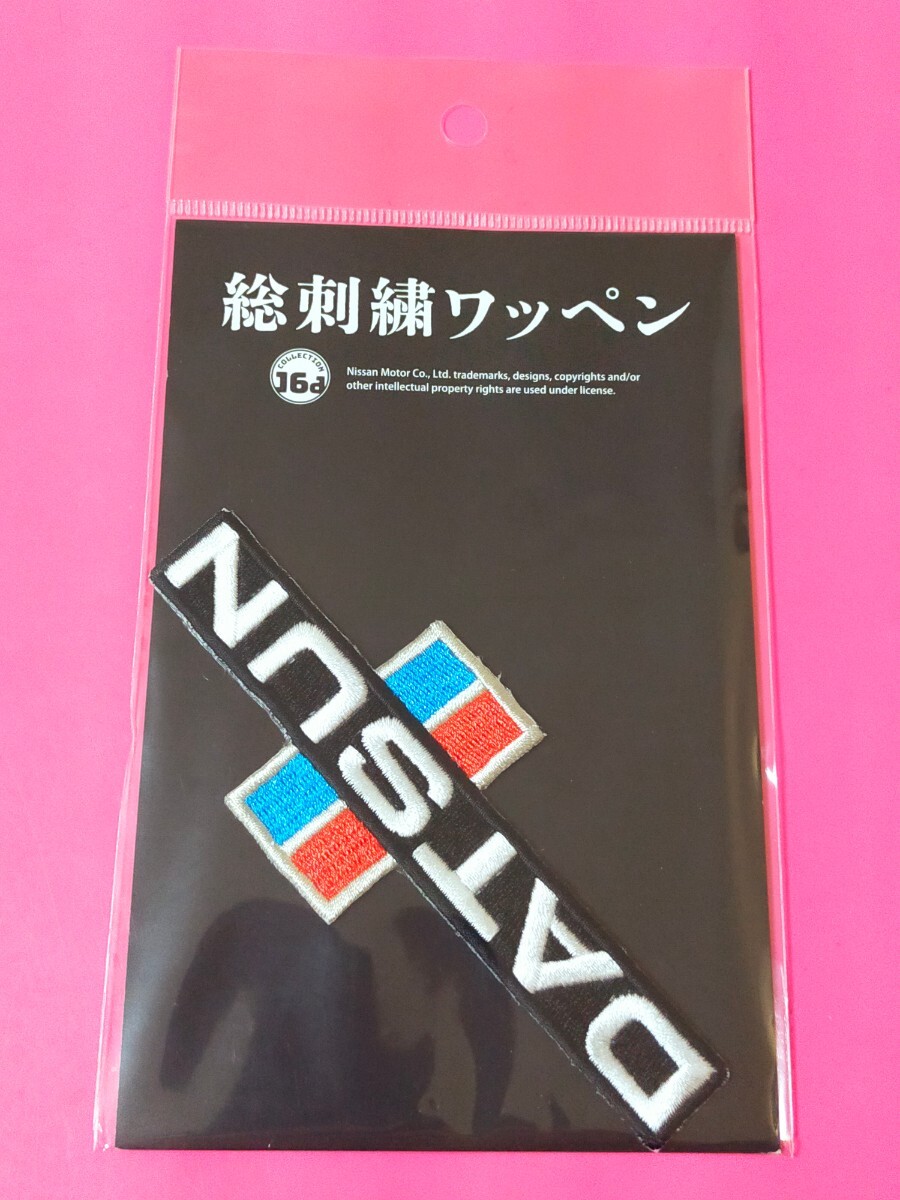 総刺繍ワッペン
COLLECTION
J6d
Nissan Motor Co., Ltd. trademarks, designs, copyrights and/or
other intellectual property rights are used under license.
DATSUN